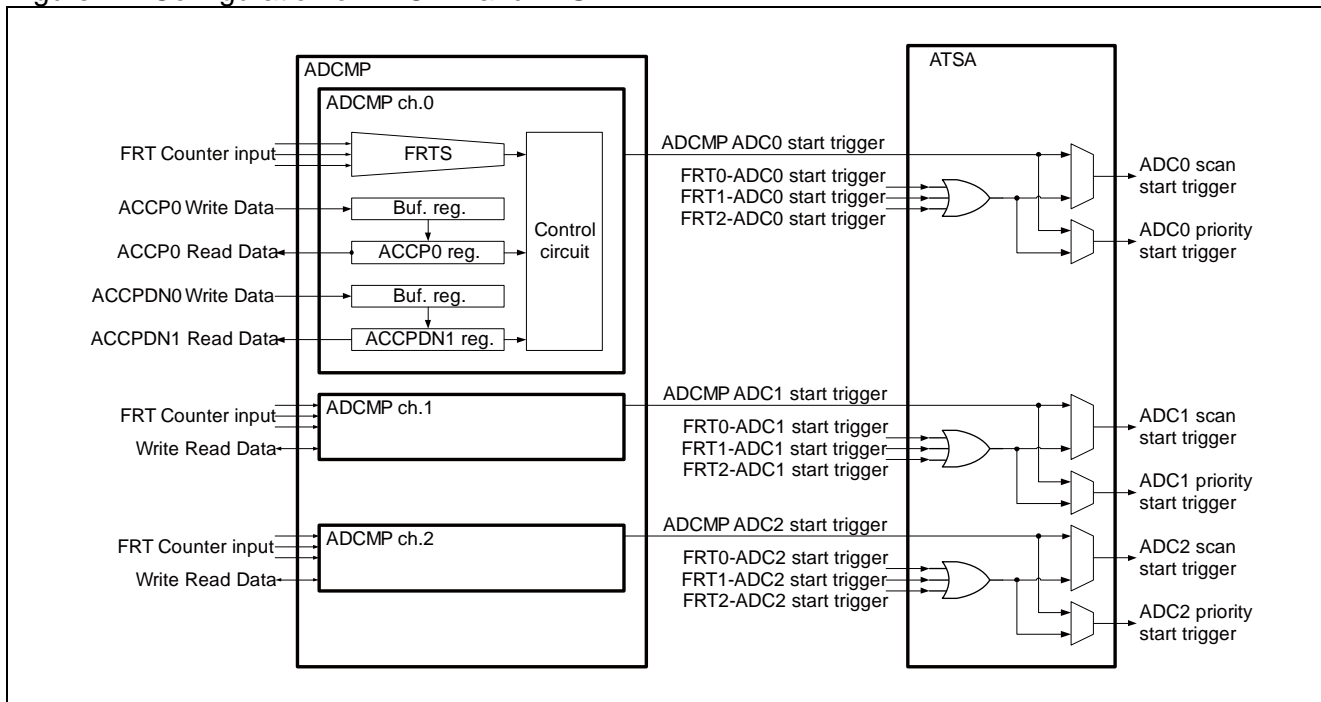 ADCMP
ATSA
ADCMP ch.0
FRT Counter input
FRTS
ACCP0 Write Data
Buf. reg.
ACCP0 Read Data
ACCP0 reg.
Control
circuit
ACCPDN0 Write Data
Buf. reg.
ACCPDN1 Read Data
ACCPDN1 reg.
ADCMP ADC0 start trigger
FRT0-ADC0 start trigger
FRT1-ADC0 start trigger
FRT2-ADC0 start trigger
ADC0 scan
start trigger
ADC0 priority
start trigger
ADCMP ch.1
FRT Counter input
Write Read Data
ADCMP ADC1 start trigger
FRT0-ADC1 start trigger
FRT1-ADC1 start trigger
FRT2-ADC1 start trigger
ADC1 scan
start trigger
ADC1 priority
start trigger
ADCMP ch.2
FRT Counter input
Write Read Data
ADCMP ADC2 start trigger
FRT0-ADC2 start trigger
FRT1-ADC2 start trigger
FRT2-ADC2 start trigger
ADC2 scan
start trigger
ADC2 priority
start trigger